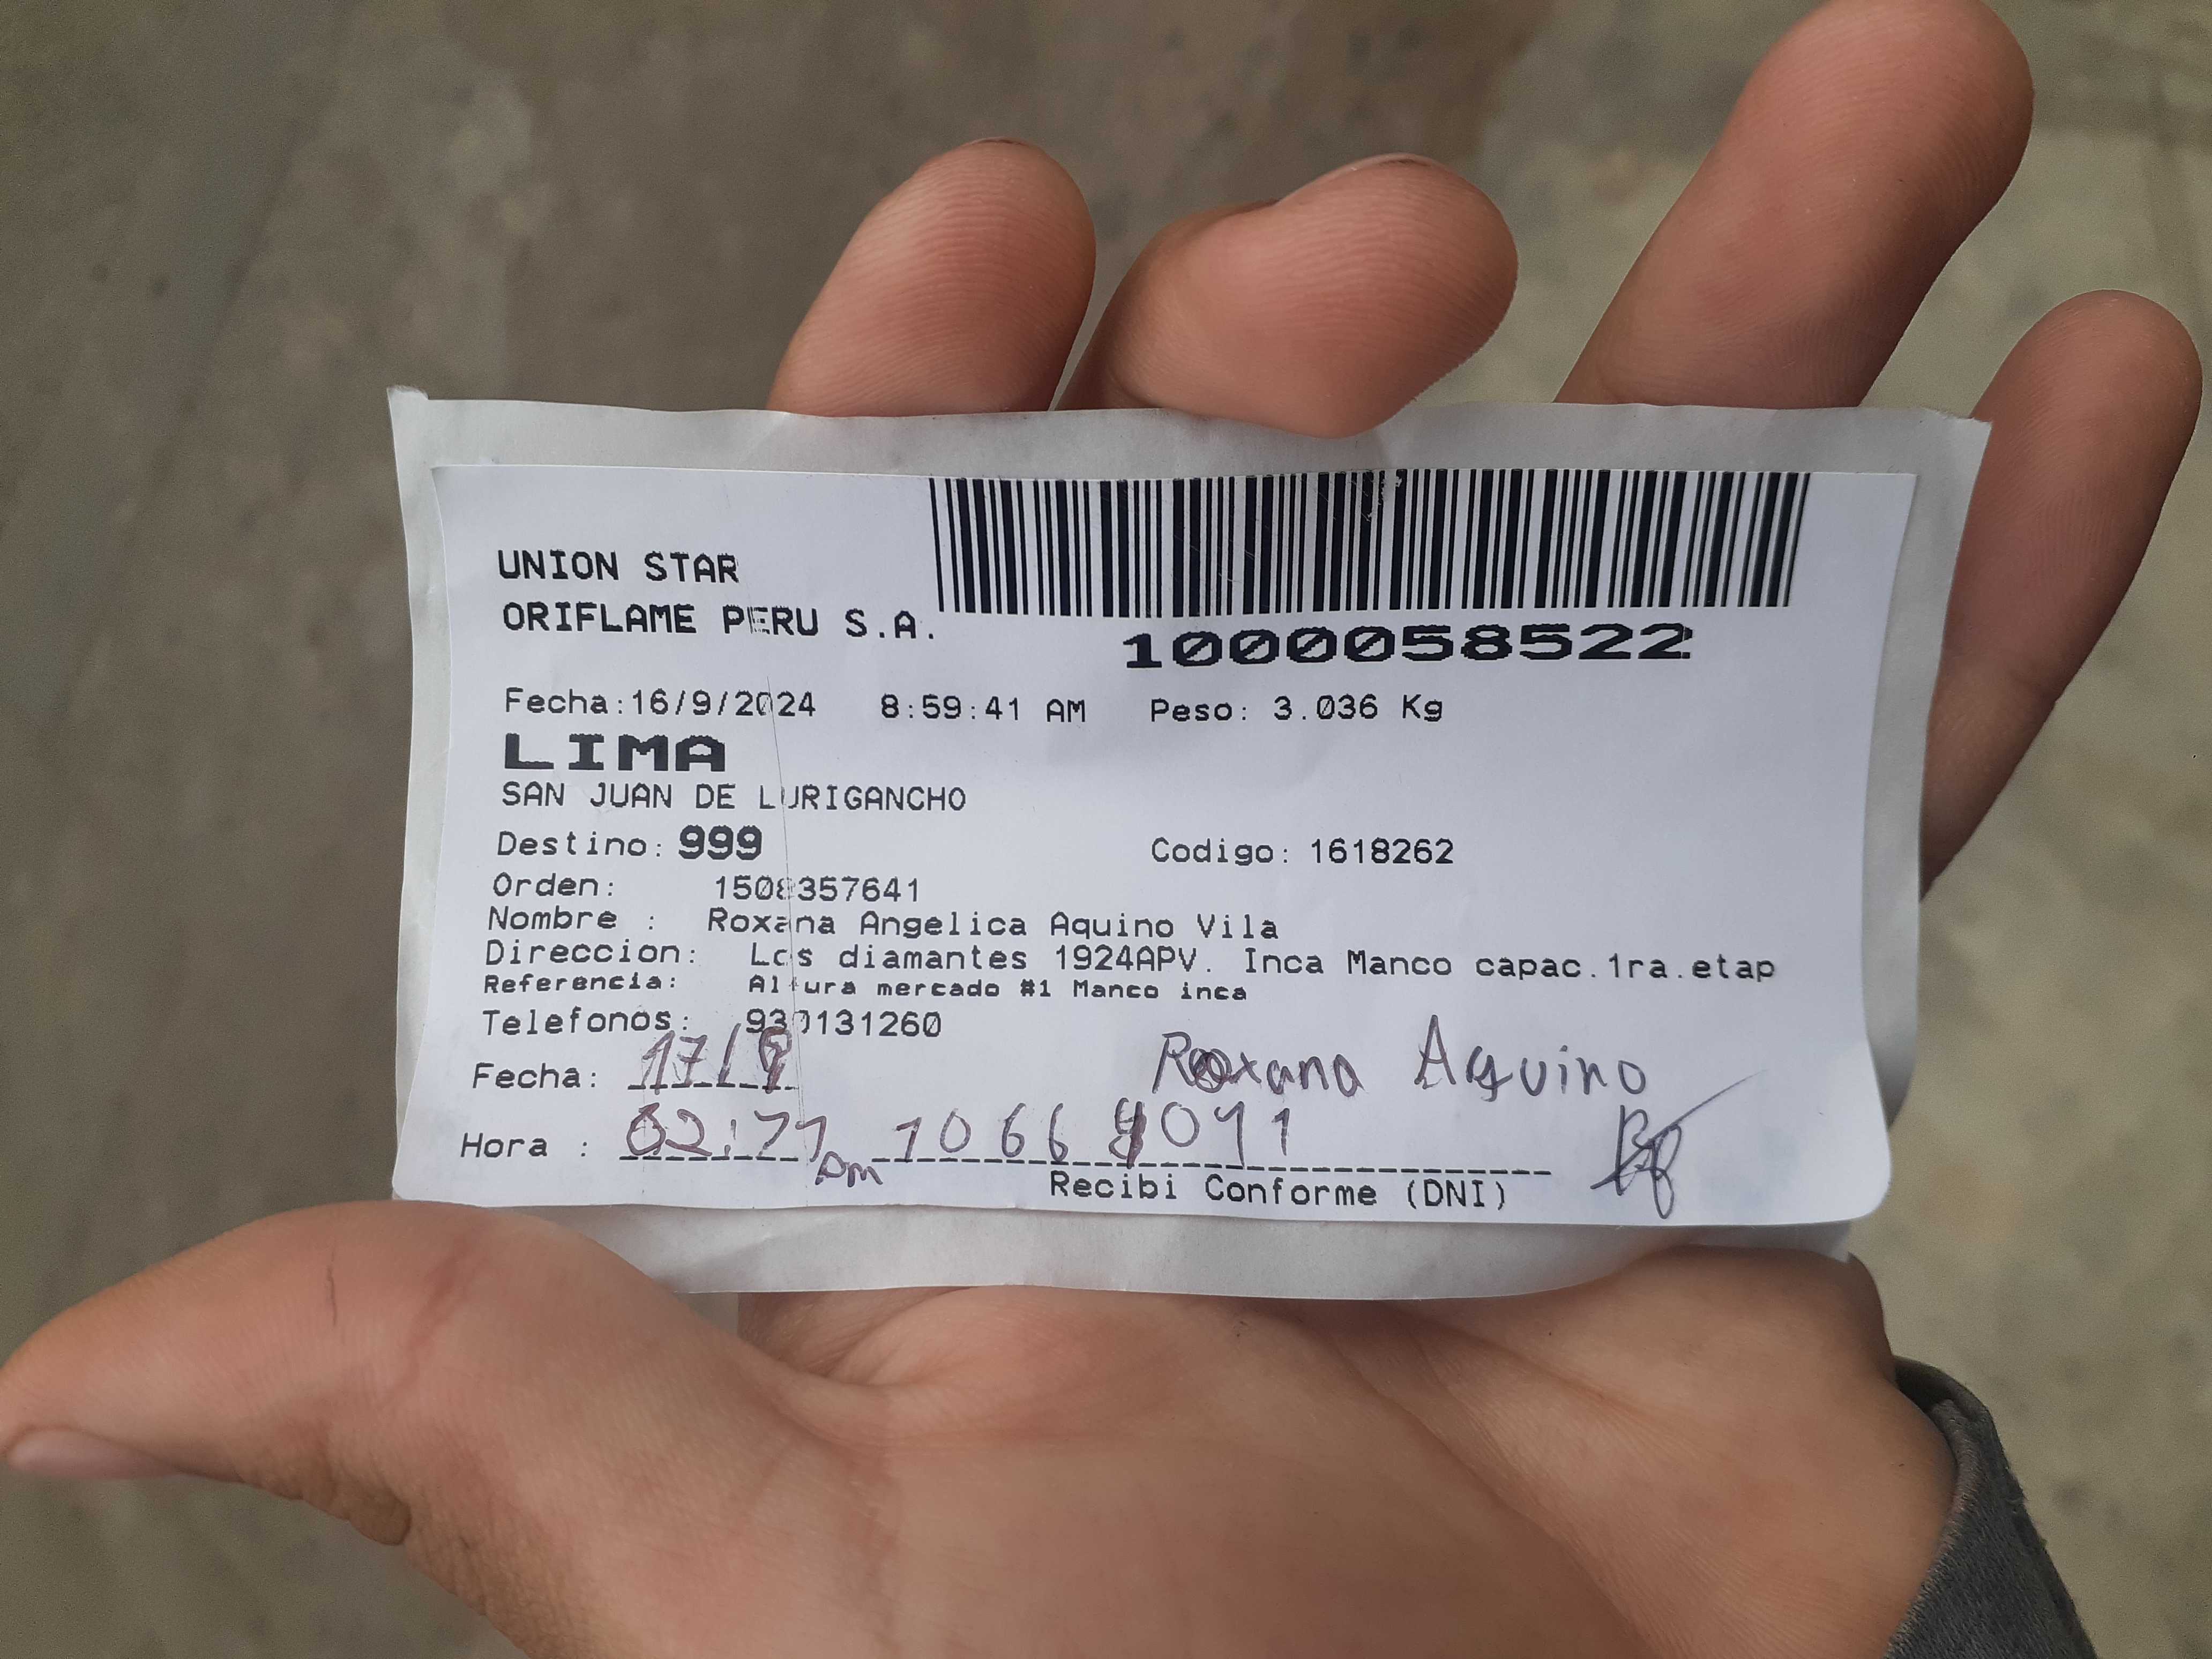 UNION STAR
ORIFLAME PERU S.A.
1000058522
Fecha:16/9/2024 8:59:41 AM Peso: 3.036 Kg
LIMA
SAN JUAN DE LURIGANCHO
Destino: 999 Codigo: 1618262
Orden: 1508357641
Nombre : Roxana Angelica Aquino Vila
Direccion: Los diamantes 1924APV. Inca Manco capac.1ra.etap
Referencia: Altura mercado #1 Manco inca
Telefonos: 930131260
Fecha: 17/9 Roxana Aquino
Hora : pm
Recibi Conforme (DNI)